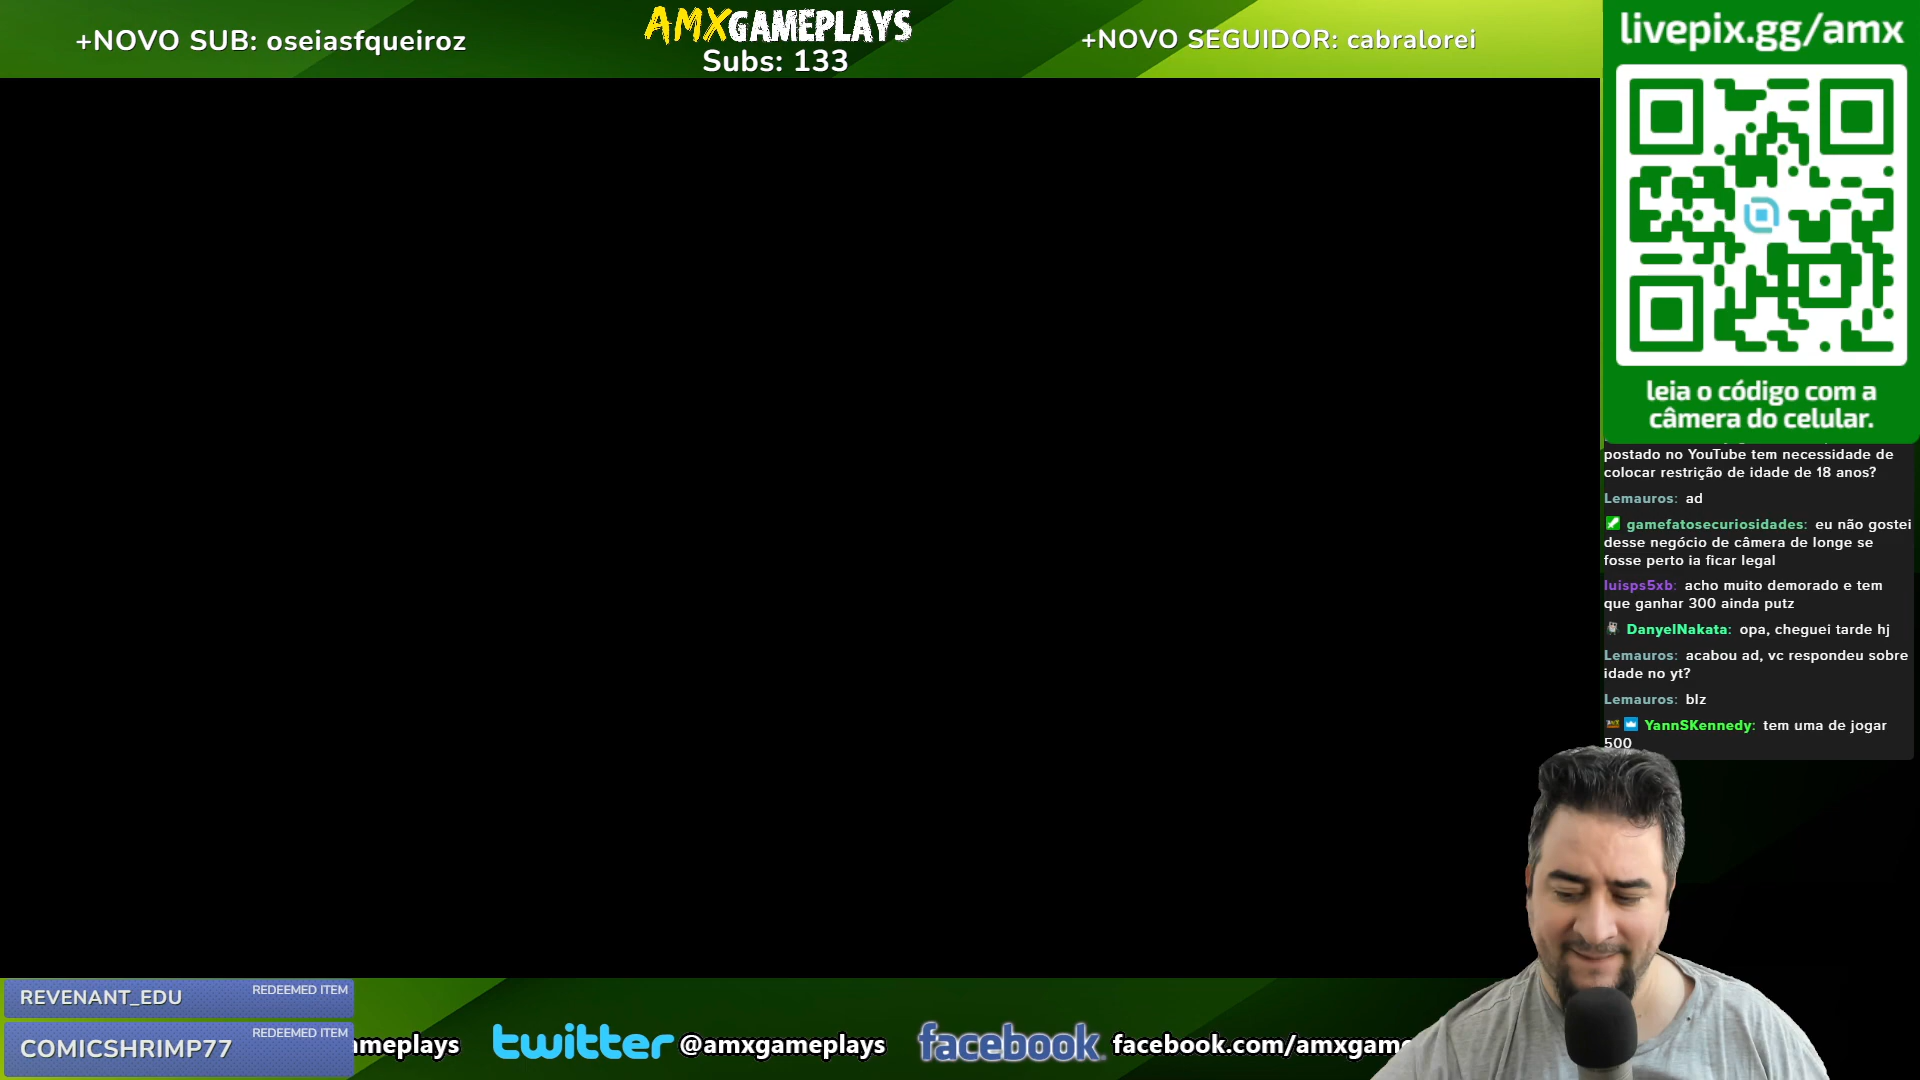 +NOVO SUB: oseiasfqueiroz
AMXGAMEPLAYS
Subs: 133
+NOVO SEGUIDOR: cabralorei
livepix.gg/amx
leia o código com a
câmera do celular.
postado no YouTube tem necessidade de
colocar restrição de idade de 18 anos?
Lemauros: ad
gamefatosecuriosidades: eu não gostei
desse negócio de câmera de longe se
fosse perto ia ficar legal
luisps5xb: acho muito demorado e tem
que ganhar 300 ainda putz
DanyelNakata: opa, cheguei tarde hj
Lemauros: acabou ad, vc respondeu sobre
idade no yt?
Lemauros: blz
YannSKennedy: tem uma de jogar
500
REVENANT_EDU
REDEEMED ITEM
COMICSHRIMP77
REDEEMED ITEM
ameplays
twitter
@amxgameplays
facebook
facebook.com/amxgame